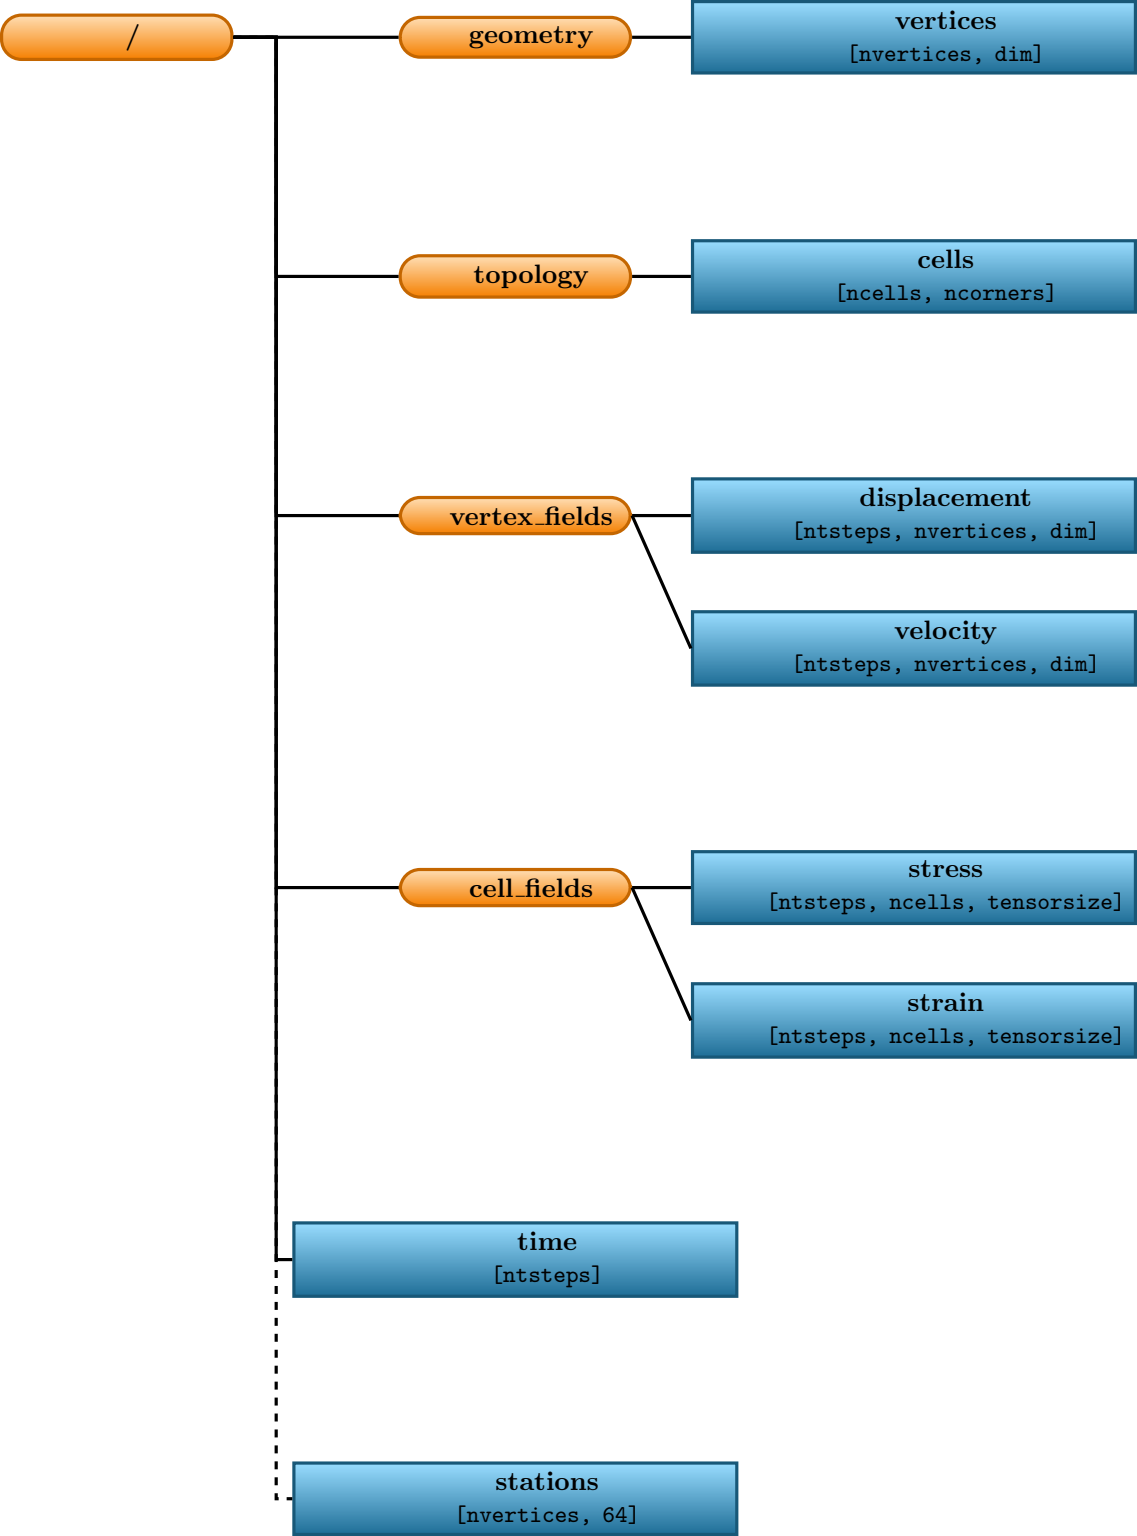 /
geometry
vertices
[nvertices, dim]
topology
cells
[ncells, ncorners]
vertex_fields
displacement
[ntsteps, nvertices, dim]
velocity
[ntsteps, nvertices, dim]
cell_fields
stress
[ntsteps, ncells, tensorsize]
strain
[ntsteps, ncells, tensorsize]
time
[ntsteps]
stations
[nvertices, 64]